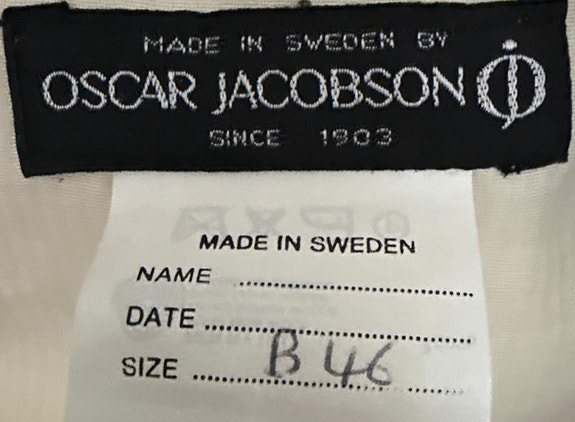 MADE IN SWEDEN BY
OSCAR JACOBSON
SINCE 1903
MADE IN SWEDEN
NAME ........................................
DATE ........................................
SIZE ........................................ B 46